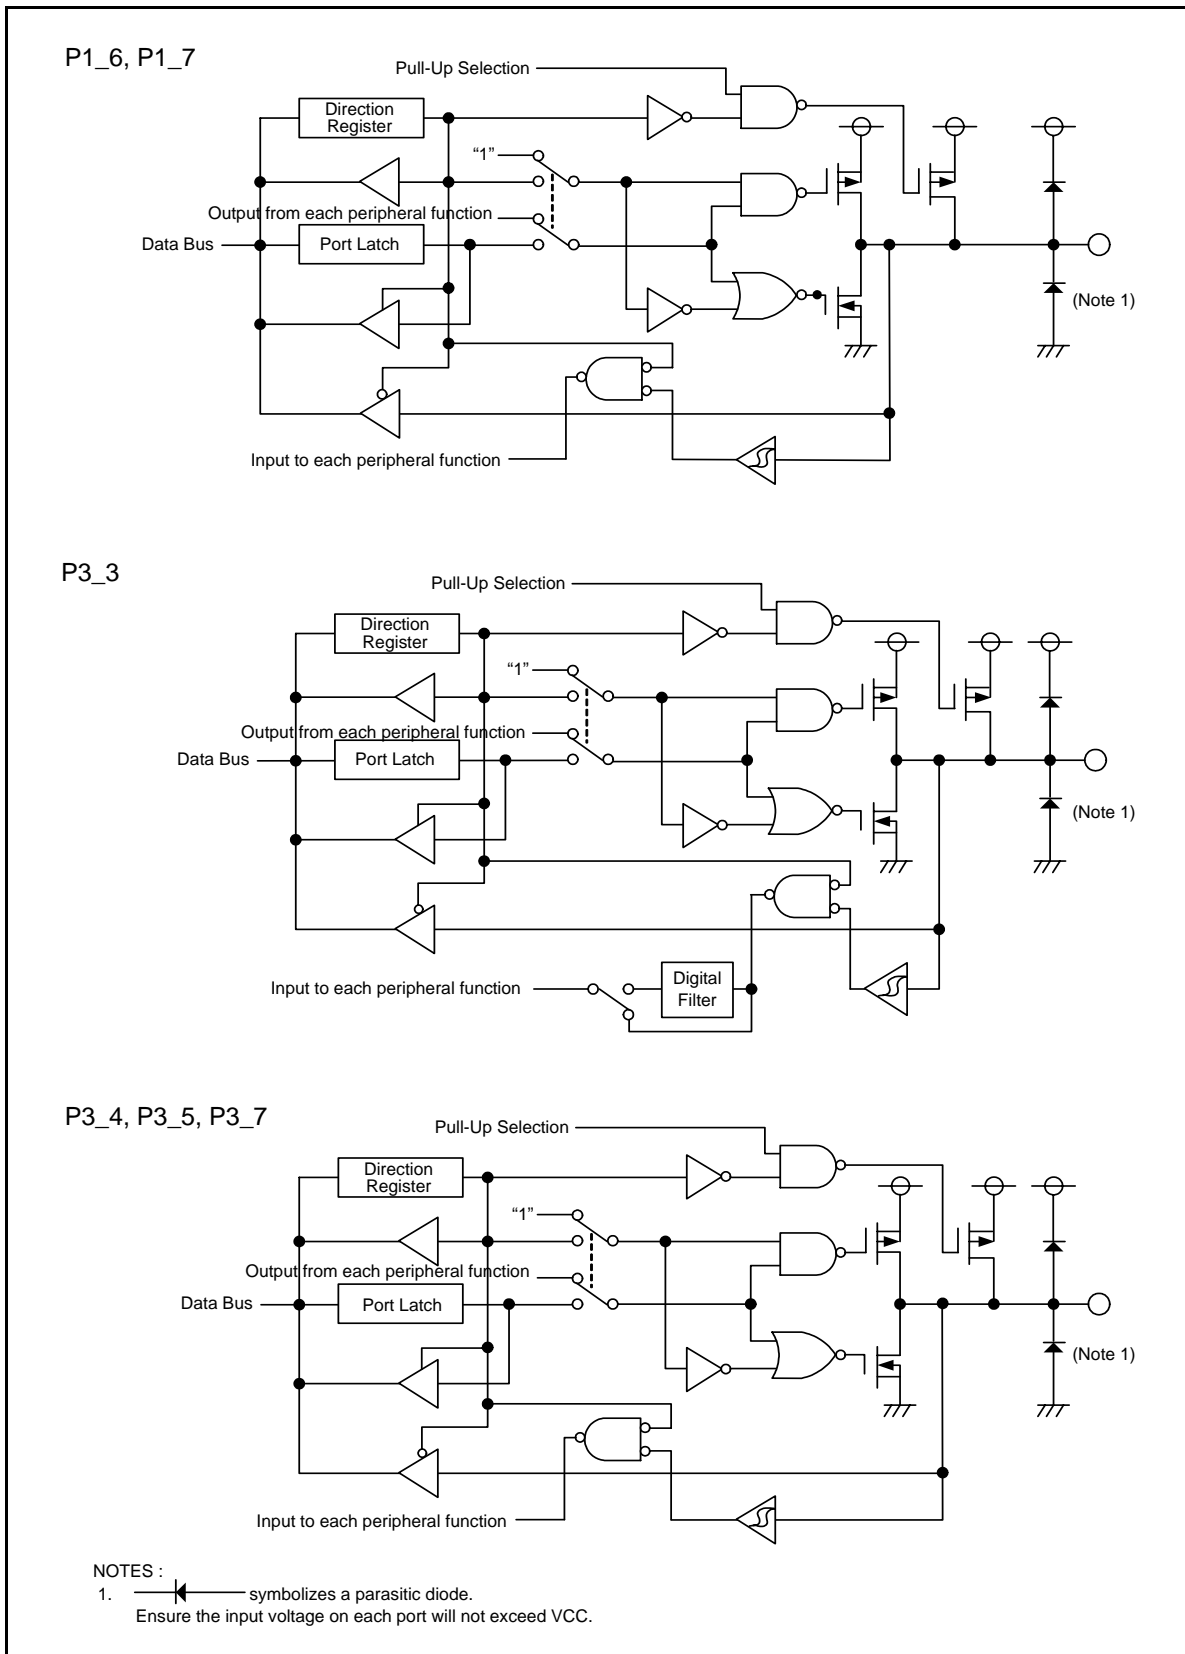 P1_6, P1_7
Pull-Up Selection
Direction
Register
“1”
Output from each peripheral function
Data Bus
Port Latch
(Note 1)
Input to each peripheral function
P3_3
Pull-Up Selection
Direction
Register
“1”
Output from each peripheral function
Data Bus
Port Latch
(Note 1)
Input to each peripheral function
Digital
Filter
P3_4, P3_5, P3_7
Pull-Up Selection
Direction
Register
“1”
Output from each peripheral function
Data Bus
Port Latch
(Note 1)
Input to each peripheral function
NOTES :
1. symbolizes a parasitic diode.
Ensure the input voltage on each port will not exceed VCC.